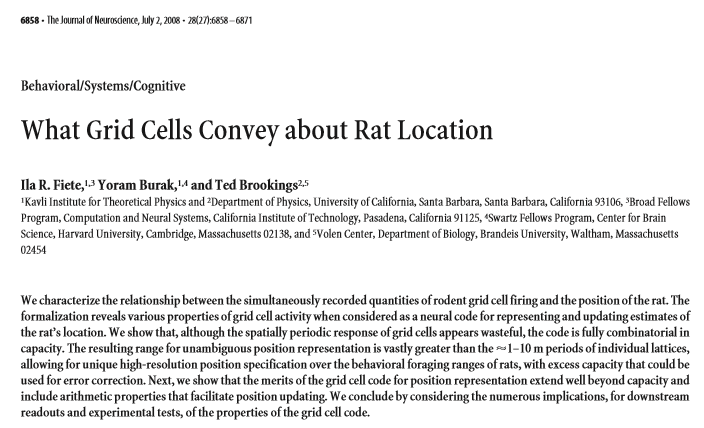 6858 • The Journal of Neuroscience, July 2, 2008 • 28(27):6858–6871
Behavioral/Systems/Cognitive
What Grid Cells Convey about Rat Location
Ila R. Fiete,1,3 Yoram Burak,1,4 and Ted Brookings2,5
1Kavli Institute for Theoretical Physics and 2Department of Physics, University of California, Santa Barbara, Santa Barbara, California 93106, 3Broad Fellows
Program, Computation and Neural Systems, California Institute of Technology, Pasadena, California 91125, 4Swartz Fellows Program, Center for Brain
Science, Harvard University, Cambridge, Massachusetts 02138, and 5Volen Center, Department of Biology, Brandeis University, Waltham, Massachusetts
02454
We characterize the relationship between the simultaneously recorded quantities of rodent grid cell firing and the position of the rat. The
formalization reveals various properties of grid cell activity when considered as a neural code for representing and updating estimates of
the rat's location. We show that, although the spatially periodic response of grid cells appears wasteful, the code is fully combinatorial in
capacity. The resulting range for unambiguous position representation is vastly greater than the ≈1–10 m periods of individual lattices,
allowing for unique high-resolution position specification over the behavioral foraging ranges of rats, with excess capacity that could be
used for error correction. Next, we show that the merits of the grid cell code for position representation extend well beyond capacity and
include arithmetic properties that facilitate position updating. We conclude by considering the numerous implications, for downstream
readouts and experimental tests, of the properties of the grid cell code.